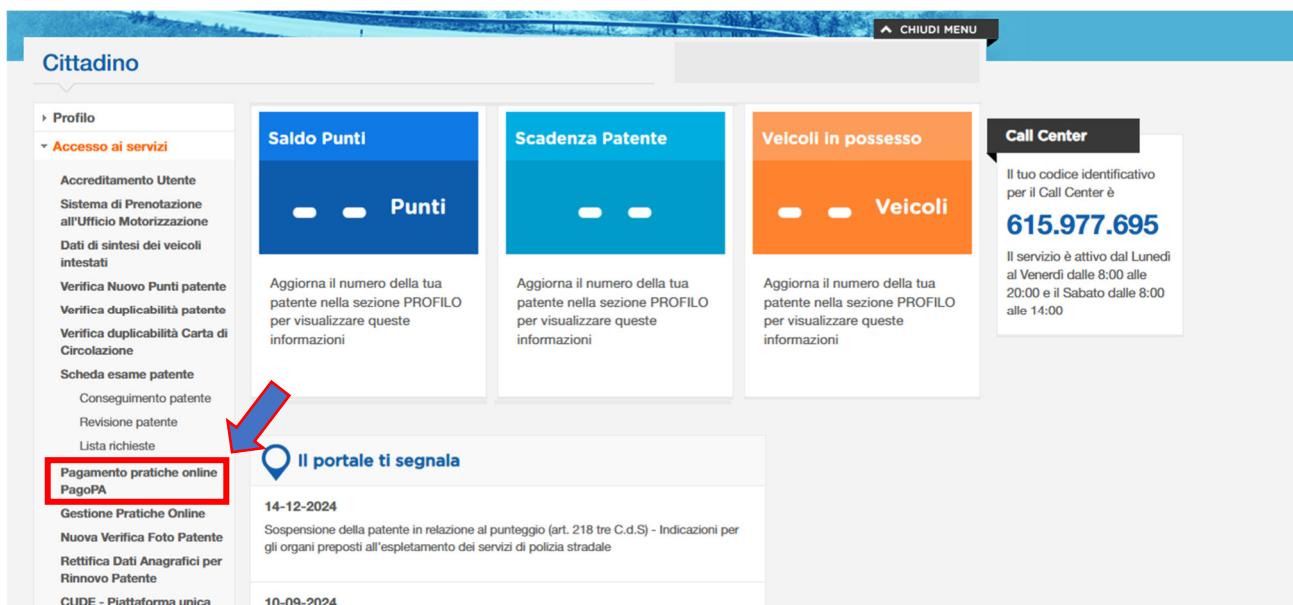 CHIUDI MENU
Cittadino
Profilo
Accesso ai servizi
Accreditamento Utente
Sistema di Prenotazione
all'Ufficio Motorizzazione
Dati di sintesi dei veicoli
intestati
Verifica Nuovo Punti patente
Verifica duplicabilità patente
Verifica duplicabilità Carta di
Circolazione
Scheda esame patente
Conseguimento patente
Revisione patente
Lista richieste
Pagamento pratiche online
PagoPA
Gestione Pratiche Online
Nuova Verifica Foto Patente
Rettifica Dati Anagrafici per
Rinnovo Patente
CUDE - Piattaforma unica
Saldo Punti
-- Punti
Aggiorna il numero della tua
patente nella sezione PROFILO
per visualizzare queste
informazioni
Scadenza Patente
--
Aggiorna il numero della tua
patente nella sezione PROFILO
per visualizzare queste
informazioni
Veicoli in possesso
-- Veicoli
Aggiorna il numero della tua
patente nella sezione PROFILO
per visualizzare queste
informazioni
Call Center
Il tuo codice identificativo
per il Call Center è
615.977.695
Il servizio è attivo dal Lunedì
al Venerdì dalle 8:00 alle
20:00 e il Sabato dalle 8:00
alle 14:00
Il portale ti segnala
14-12-2024
Sospensione della patente in relazione al punteggio (art. 218 tre C.d.S) - Indicazioni per
gli organi preposti all'espletamento dei servizi di polizia stradale
10-09-2024